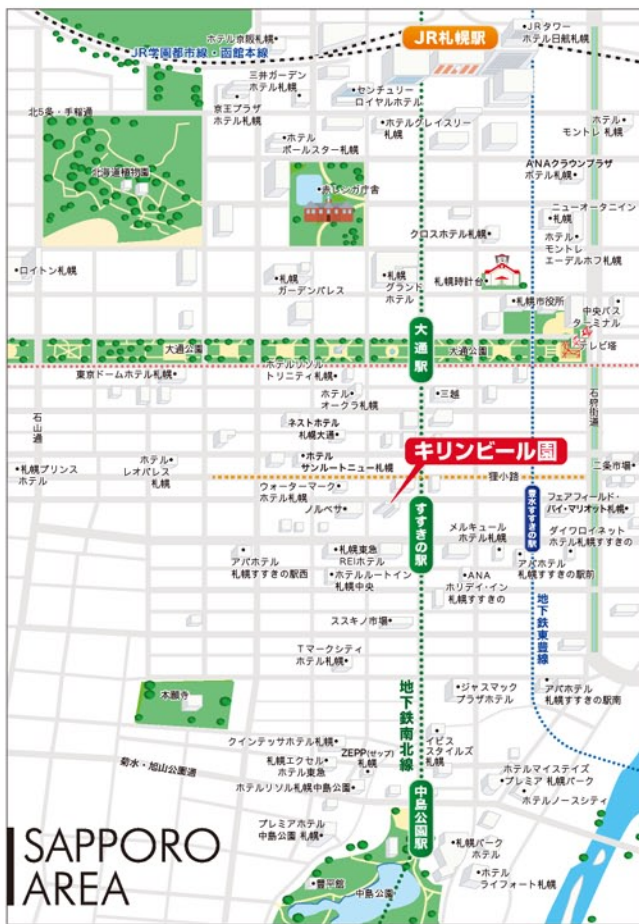 ホテル京阪札幌
JR学園都市線・函館本線
JR札幌駅
JRタワー
ホテル日航札幌
三井ガーデン
ホテル札幌
京王プラザ
ホテル札幌
センチュリー
ロイヤルホテル
北5条・手稲通
ホテルグレイスリー
札幌
ホテル
モントレ 札幌
ホテル
ポールスター札幌
ANAクラウンプラザ
ホテル札幌
北海道植物園
赤レンガ庁舎
ニューオータニイン
札幌
クロスホテル札幌
ホテル
モントレ
エーデルホフ札幌
ロイトン札幌
札幌
ガーデンパレス
札幌
グランド
ホテル
札幌時計台
札幌市役所
中央バス
ターミナル
テレビ塔
大通駅
大通公園
大通公園
東京ドームホテル札幌
ホテルリソル
トリニティ札幌
ホテル
オークラ札幌
三越
石山通
石狩街道
ネストホテル
札幌大通
キリンビール園
札幌プリンス
ホテル
ホテル
レオパレス
札幌
ホテル
サンルートニュー札幌
狸小路
二条市場
ウォーターマーク
ホテル札幌
ノルベサ
すすきの駅
豊水すすきの駅
フェアフィールド・
バイ・マリオット札幌
メルキュール
ホテル札幌
ダイワロイネット
ホテル札幌すすきの
アパホテル
札幌すすきの駅西
札幌東急
REIホテル
ホテルルートイン
札幌中央
ANA
ホリデイ・イン
札幌すすきの
アパホテル
札幌すすきの駅前
地下鉄東豊線
ススキノ市場
Tマークシティ
ホテル札幌
本願寺
地下鉄南北線
ジャスマック
プラザホテル
アパホテル
札幌すすきの駅南
クインテッサホテル札幌
ZEPP(ゼップ)
札幌
イビス
スタイルズ
札幌
菊水・旭山公園通
札幌エクセル
ホテル東急
ホテルリソル札幌中島公園
ホテルマイステイズ
プレミア 札幌パーク
ホテルノースシティ
中島公園駅
プレミアホテル
中島公園 札幌
札幌パーク
ホテル
豊平館
中島公園
ホテル
ライフォート札幌
SAPPORO
AREA